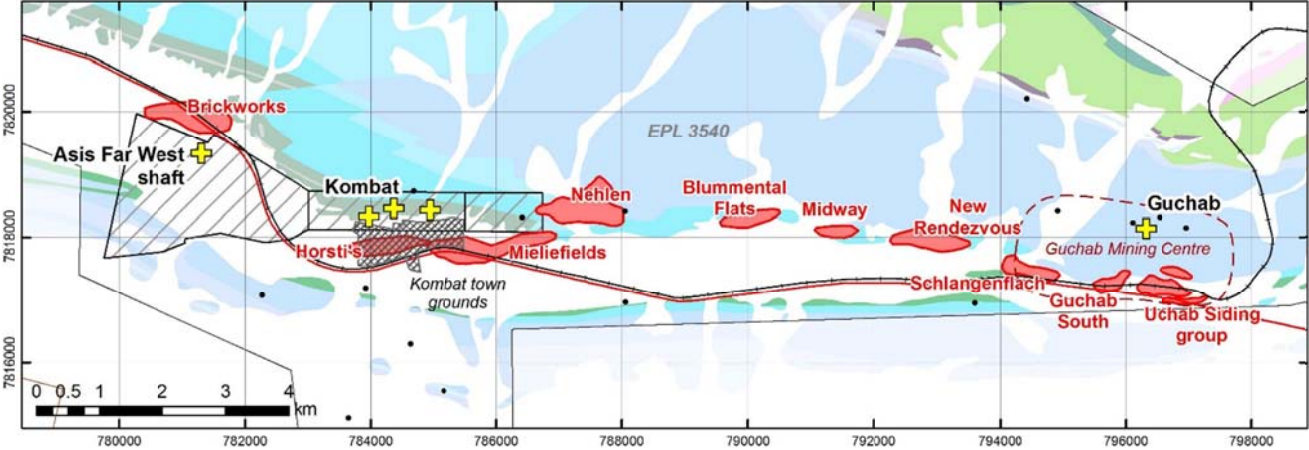 Brickworks
Asis Far West
shaft
Kombat
EPL 3540
Nehlen
Blummental
Flats
Midway
New
Rendezvous
Guchab
Guchab Mining Centre
Horsti's
Mieliefields
Kombat town
grounds
Schlangenflach
Guchab
South
Uchab Siding
group
7820000
7818000
7816000
0 0.5 1 2 3 4
km
780000 782000 784000 786000 788000 790000 792000 794000 796000 798000